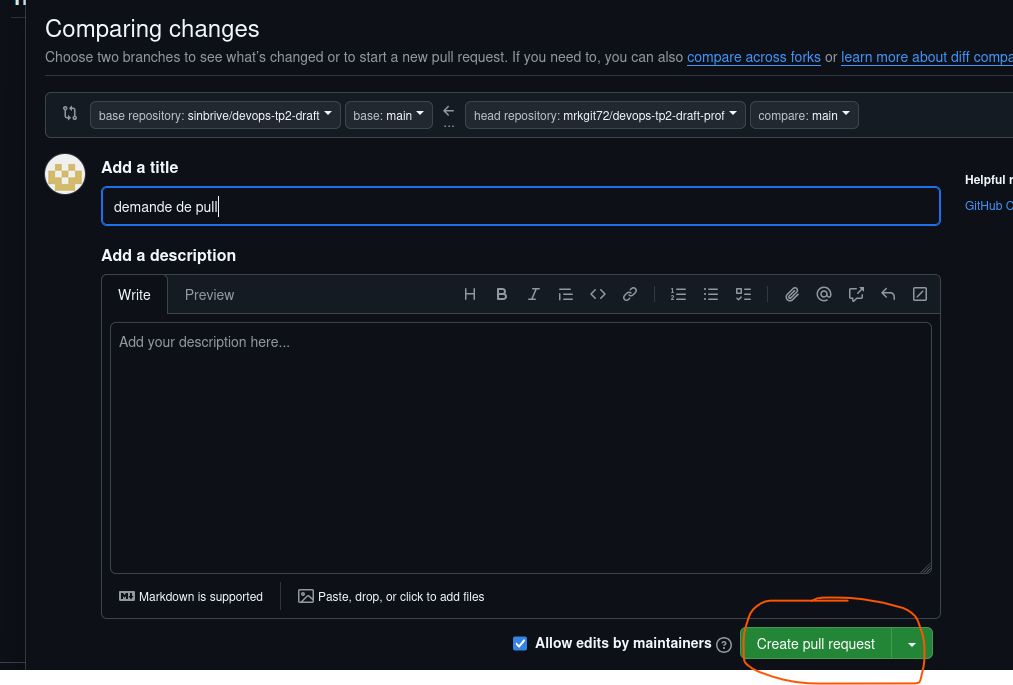 Comparing changes
Choose two branches to see what's changed or to start a new pull request. If you need to, you can also compare across forks or learn more about diff
base repository: sinbrive/devops-tp2-draft base: main ... head repository: mrkgit72/devops-tp2-draft-prof compare: main
Add a title
Helpful
demande de pull
GitHub
Add a description
Write Preview
Add your description here...
Markdown is supported Paste, drop, or click to add files
Allow edits by maintainers Create pull request